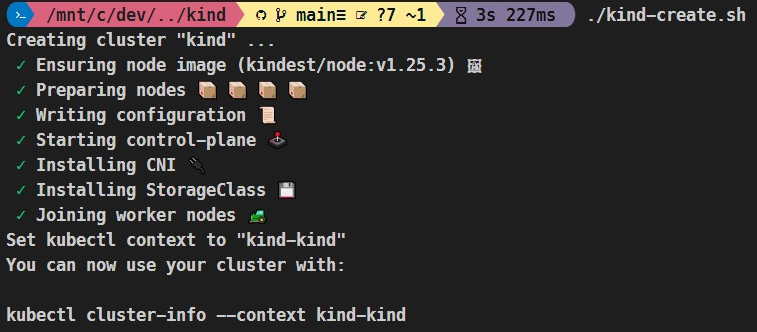 /mnt/c/dev/../kind main≡ ?7 ~1 3s 227ms ./kind-create.sh
Creating cluster "kind" ...
✓ Ensuring node image (kindest/node:v1.25.3) 🖼
✓ Preparing nodes 📦 📦 📦 📦
✓ Writing configuration 📜
✓ Starting control-plane 🕹️
✓ Installing CNI 🔌
✓ Installing StorageClass 💾
✓ Joining worker nodes 🚜
Set kubectl context to "kind-kind"
You can now use your cluster with:
kubectl cluster-info --context kind-kind